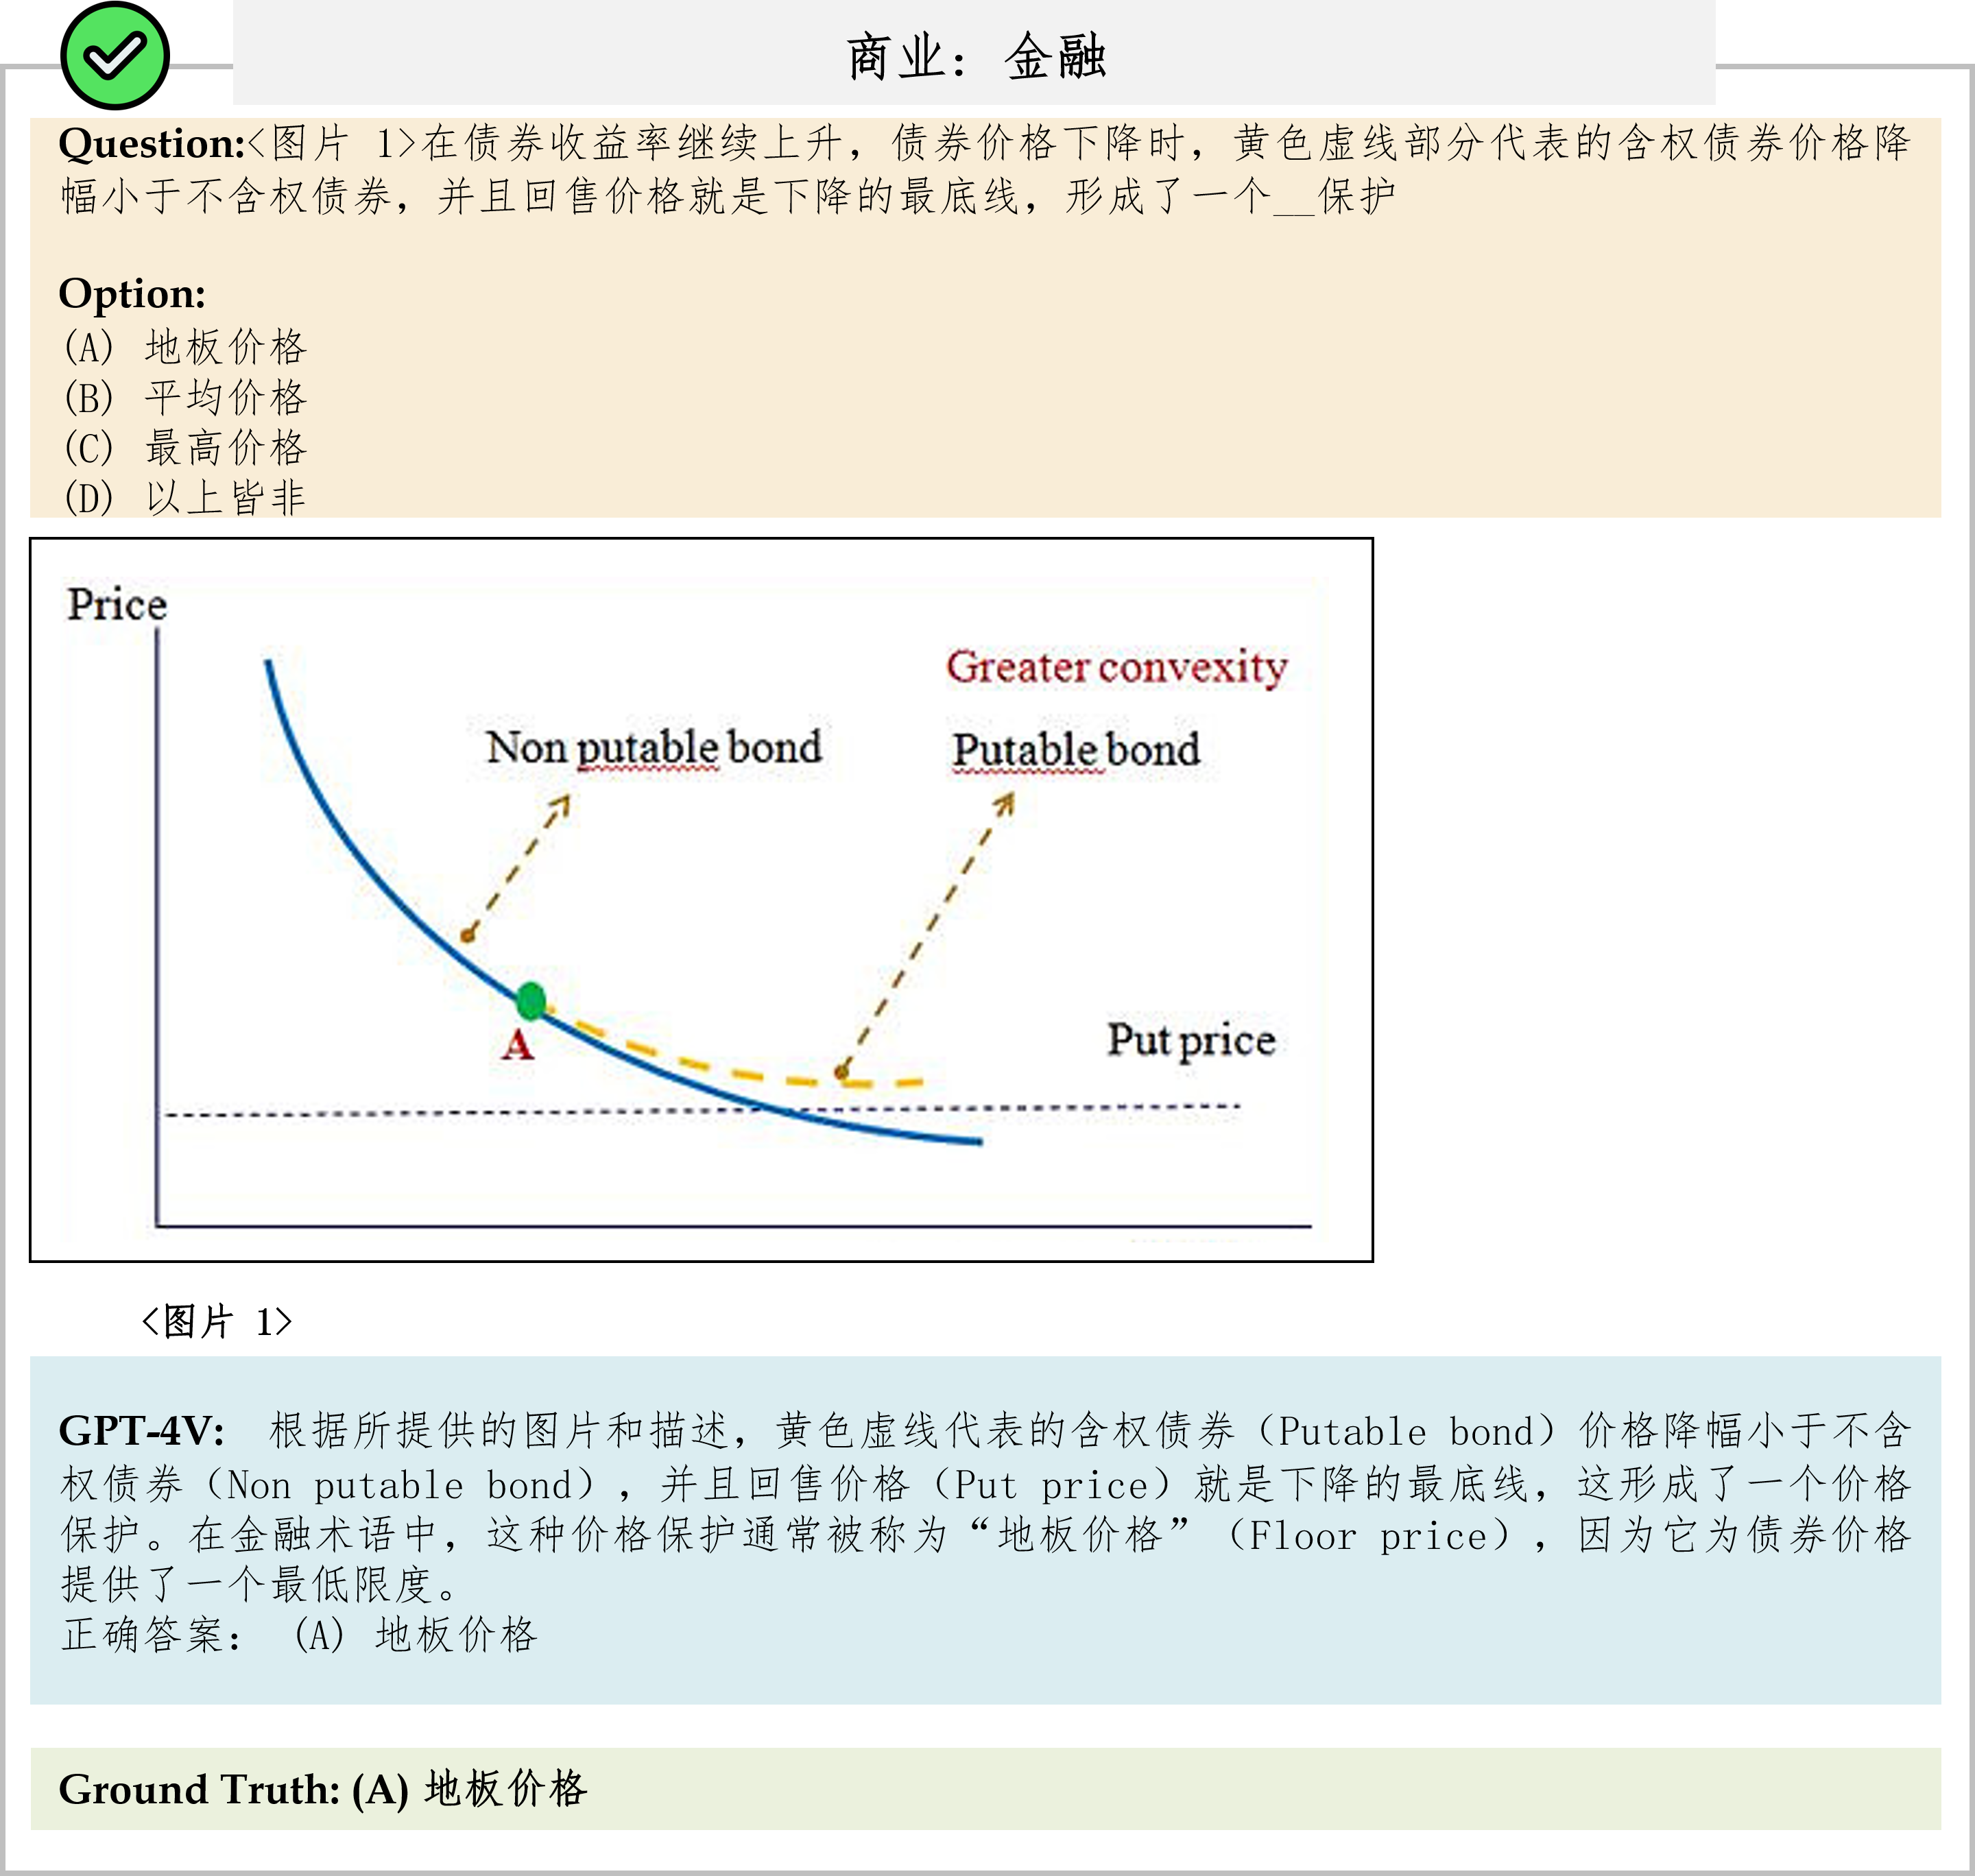 商业：金融
Question:<图片 1>在债券收益率继续上升，债券价格下降时，黄色虚线部分代表的含权债券价格降
幅小于不含权债券，并且回售价格就是下降的最底线，形成了一个__保护
Option:
(A) 地板价格
(B) 平均价格
(C) 最高价格
(D) 以上皆非
Price
Greater convexity
Non putable bond
Putable bond
A
Put price
<图片 1>
GPT-4V: 根据所提供的图片和描述，黄色虚线代表的含权债券（Putable bond）价格降幅小于不含
权债券（Non putable bond），并且回售价格（Put price）就是下降的最底线，这形成了一个价格
保护。在金融术语中，这种价格保护通常被称为“地板价格”（Floor price），因为它为债券价格
提供了一个最低限度。
正确答案： (A) 地板价格
Ground Truth: (A) 地板价格